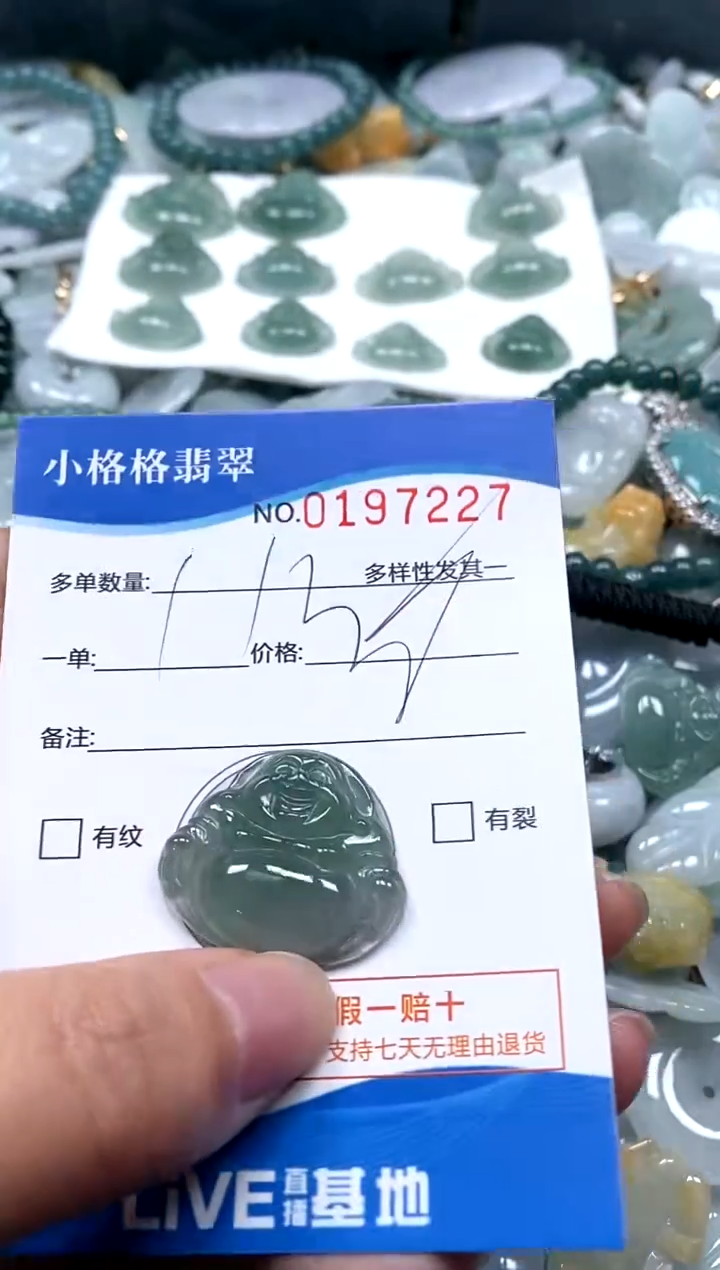 小格格翡翠
NO.0197227
多单数量: 多样性发其一
一单: 价格:
备注:
有纹 有裂
假一赔十
支持七天无理由退货
LIVE直播基地